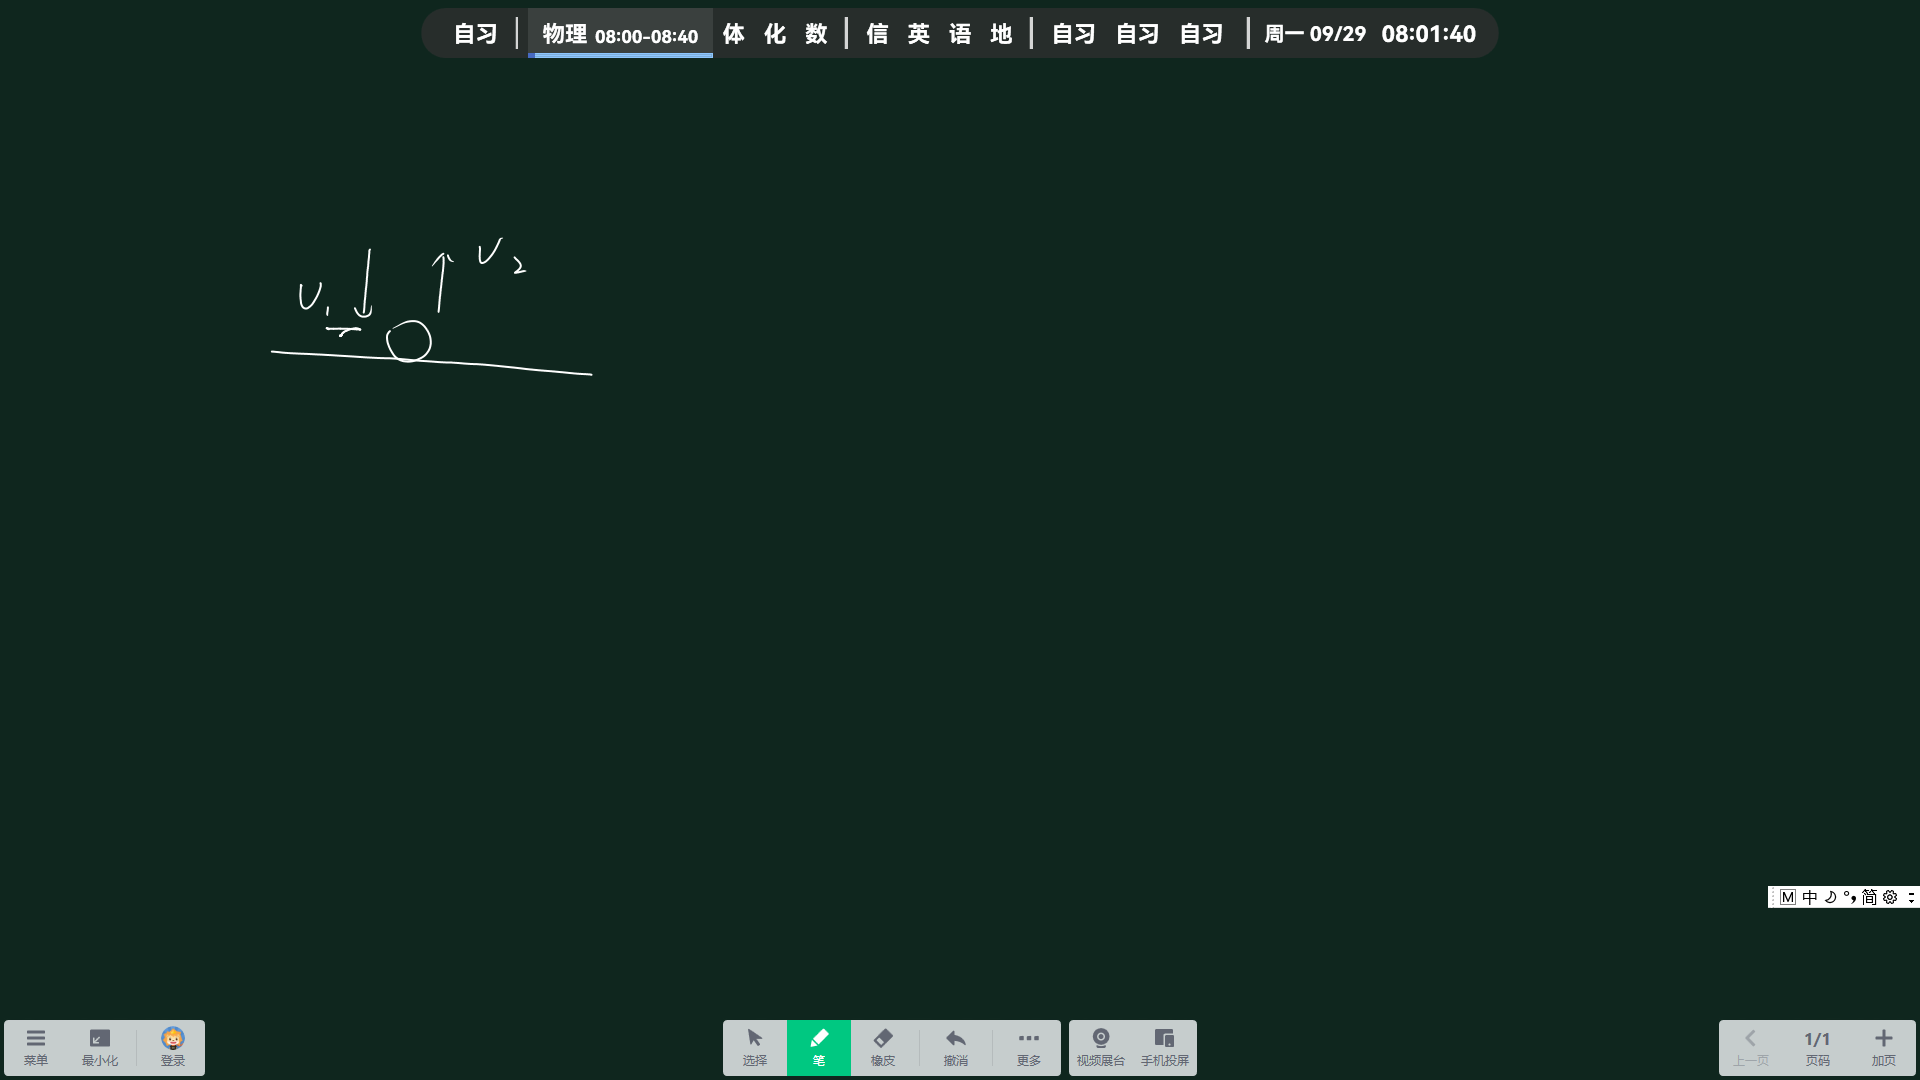 自习 物理 08:00-08:40 体 化 数 信 英 语 地 自习 自习 自习 周一 09/29 08:01:40
V 2
V 1
M 中 简
菜单 最小化 登录 选择 笔 橡皮 撤消 更多 视频展台 手机投屏 上一页 1/1 页码 加页